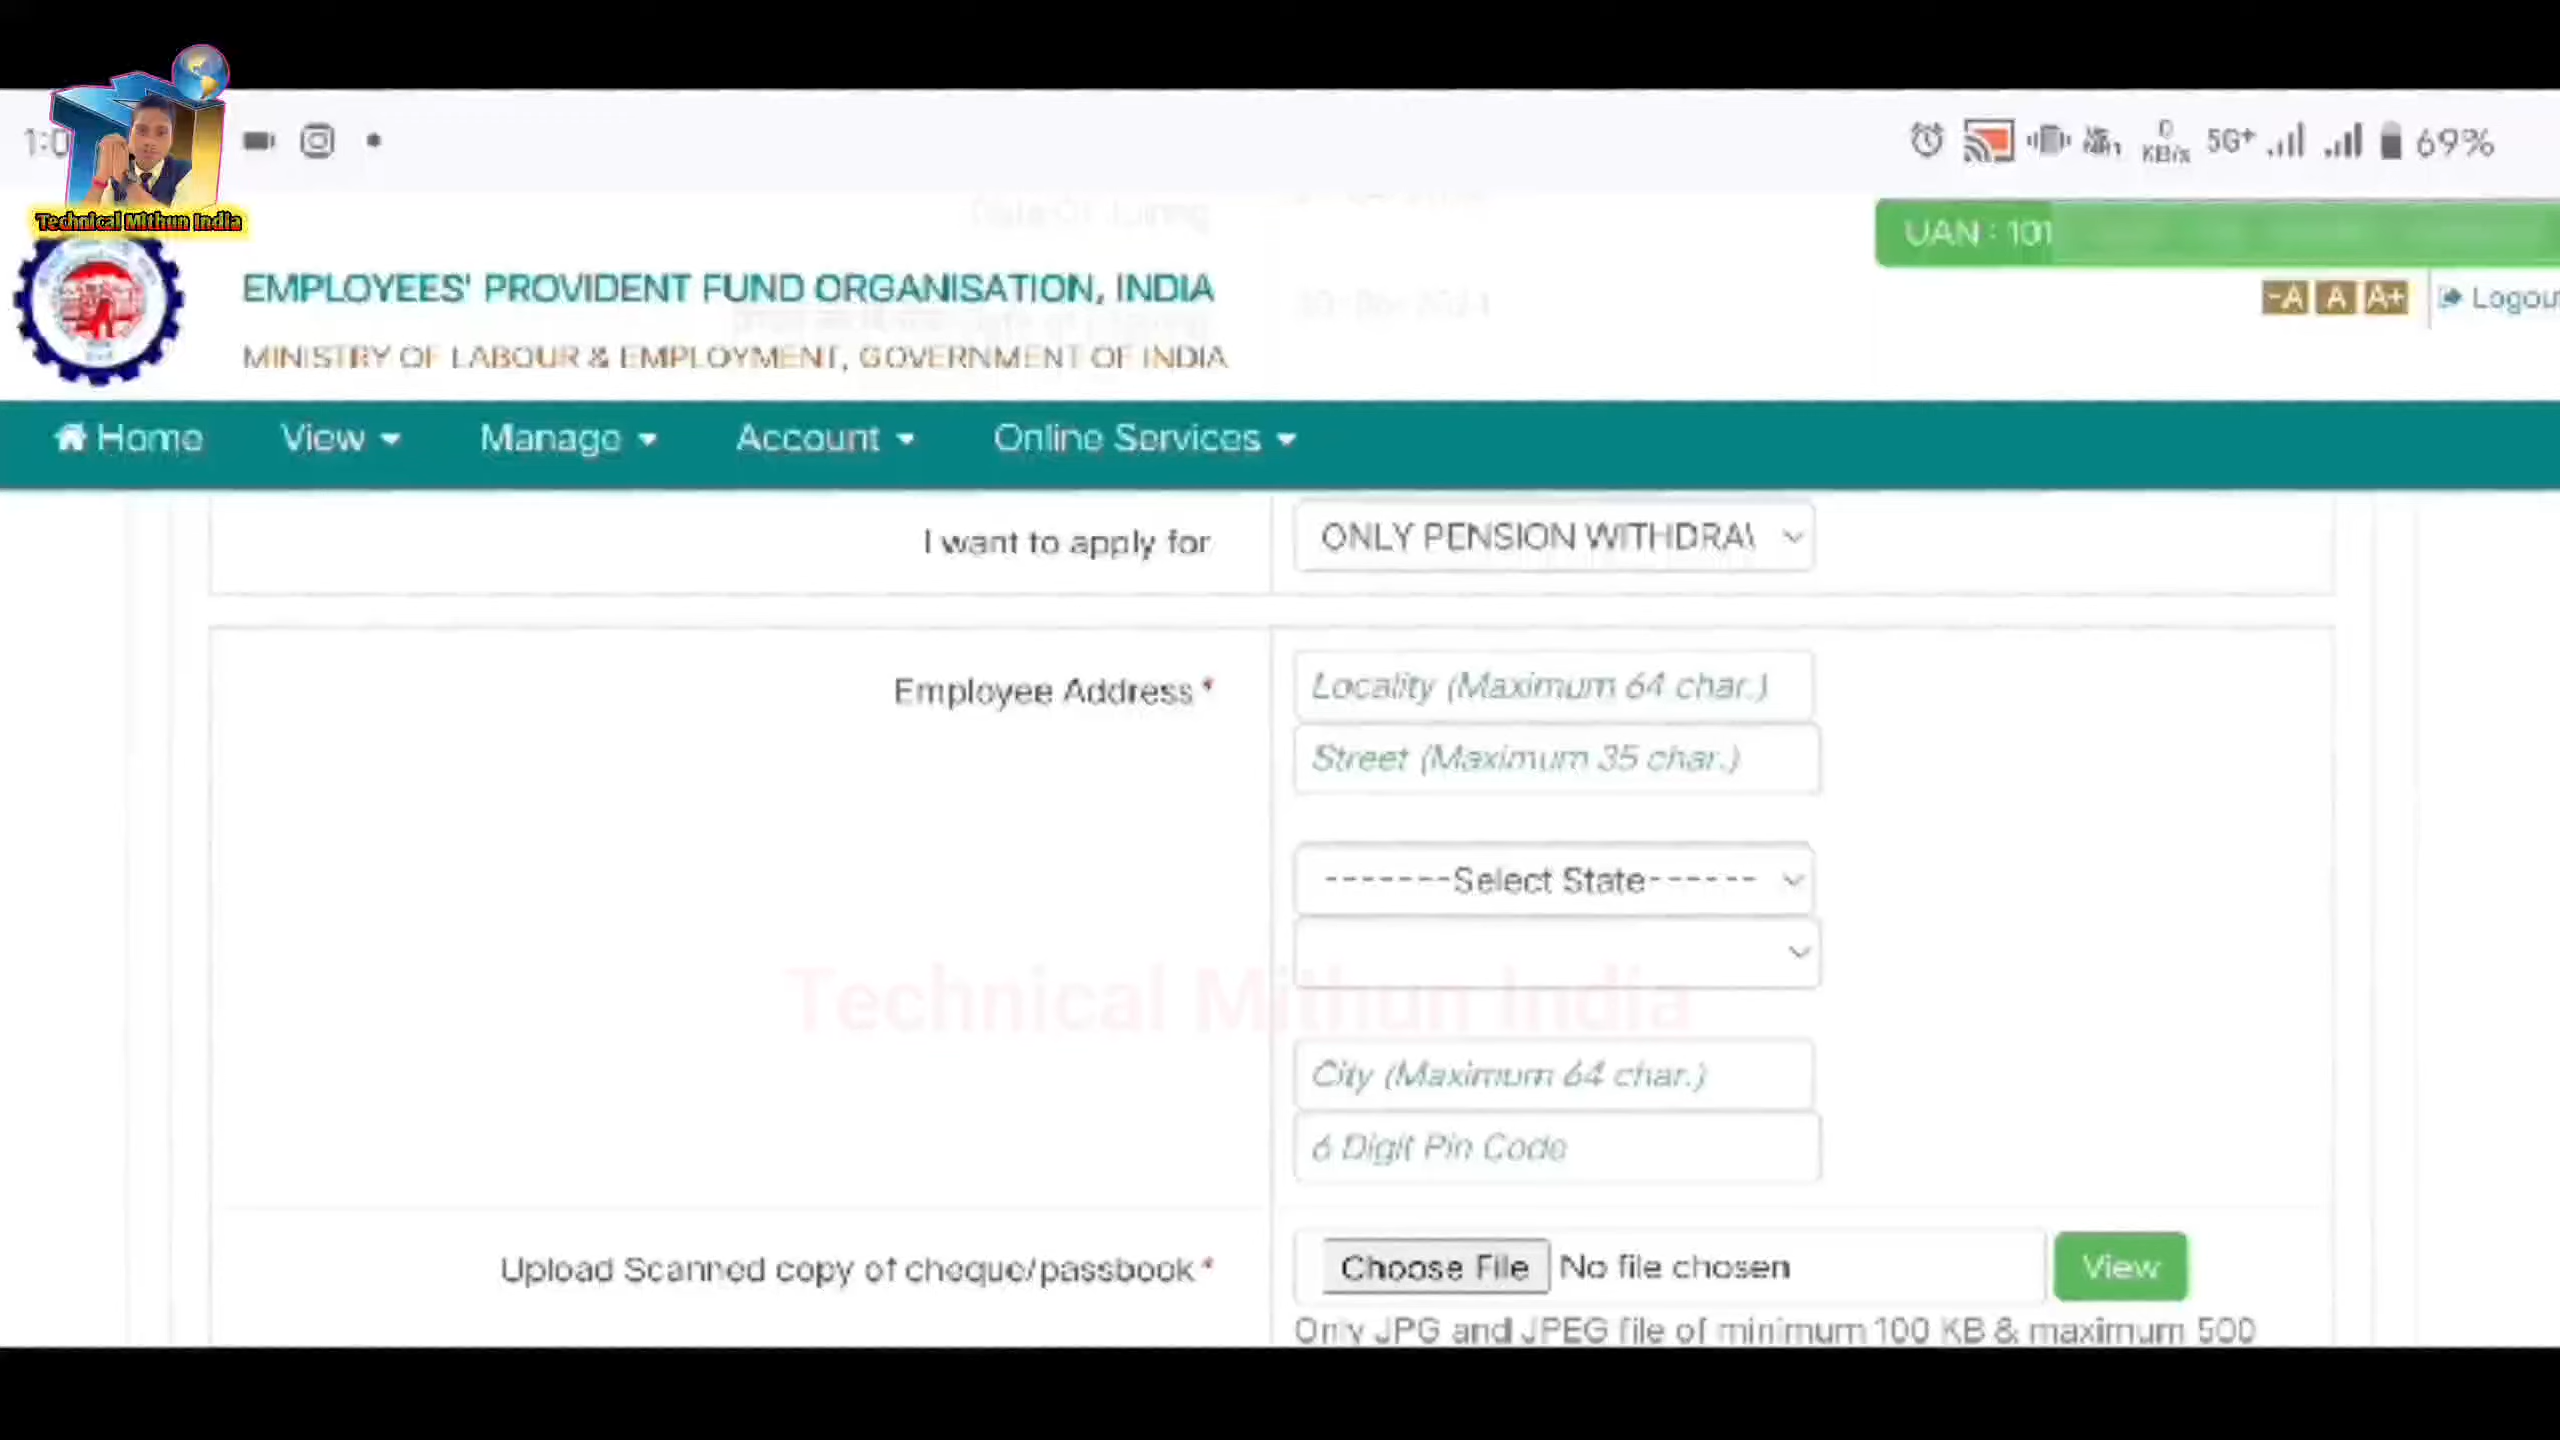 Technical Mithun India
0
KB/s
5G+
69%
UAN : 101
EMPLOYEES' PROVIDENT FUND ORGANISATION, INDIA
-A A A+
Logout
MINISTRY OF LABOUR & EMPLOYMENT, GOVERNMENT OF INDIA
Home View Manage Account Online Services
I want to apply for
ONLY PENSION WITHDRA
Employee Address *
Locality (Maximum 64 char.)
Street (Maximum 35 char.)
-------Select State------
Technical Mithun India
City (Maximum 64 char.)
6 Digit Pin Code
Upload Scanned copy of cheque/passbook *
Choose File No file chosen
View
Only JPG and JPEG file of minimum 100 KB & maximum 500